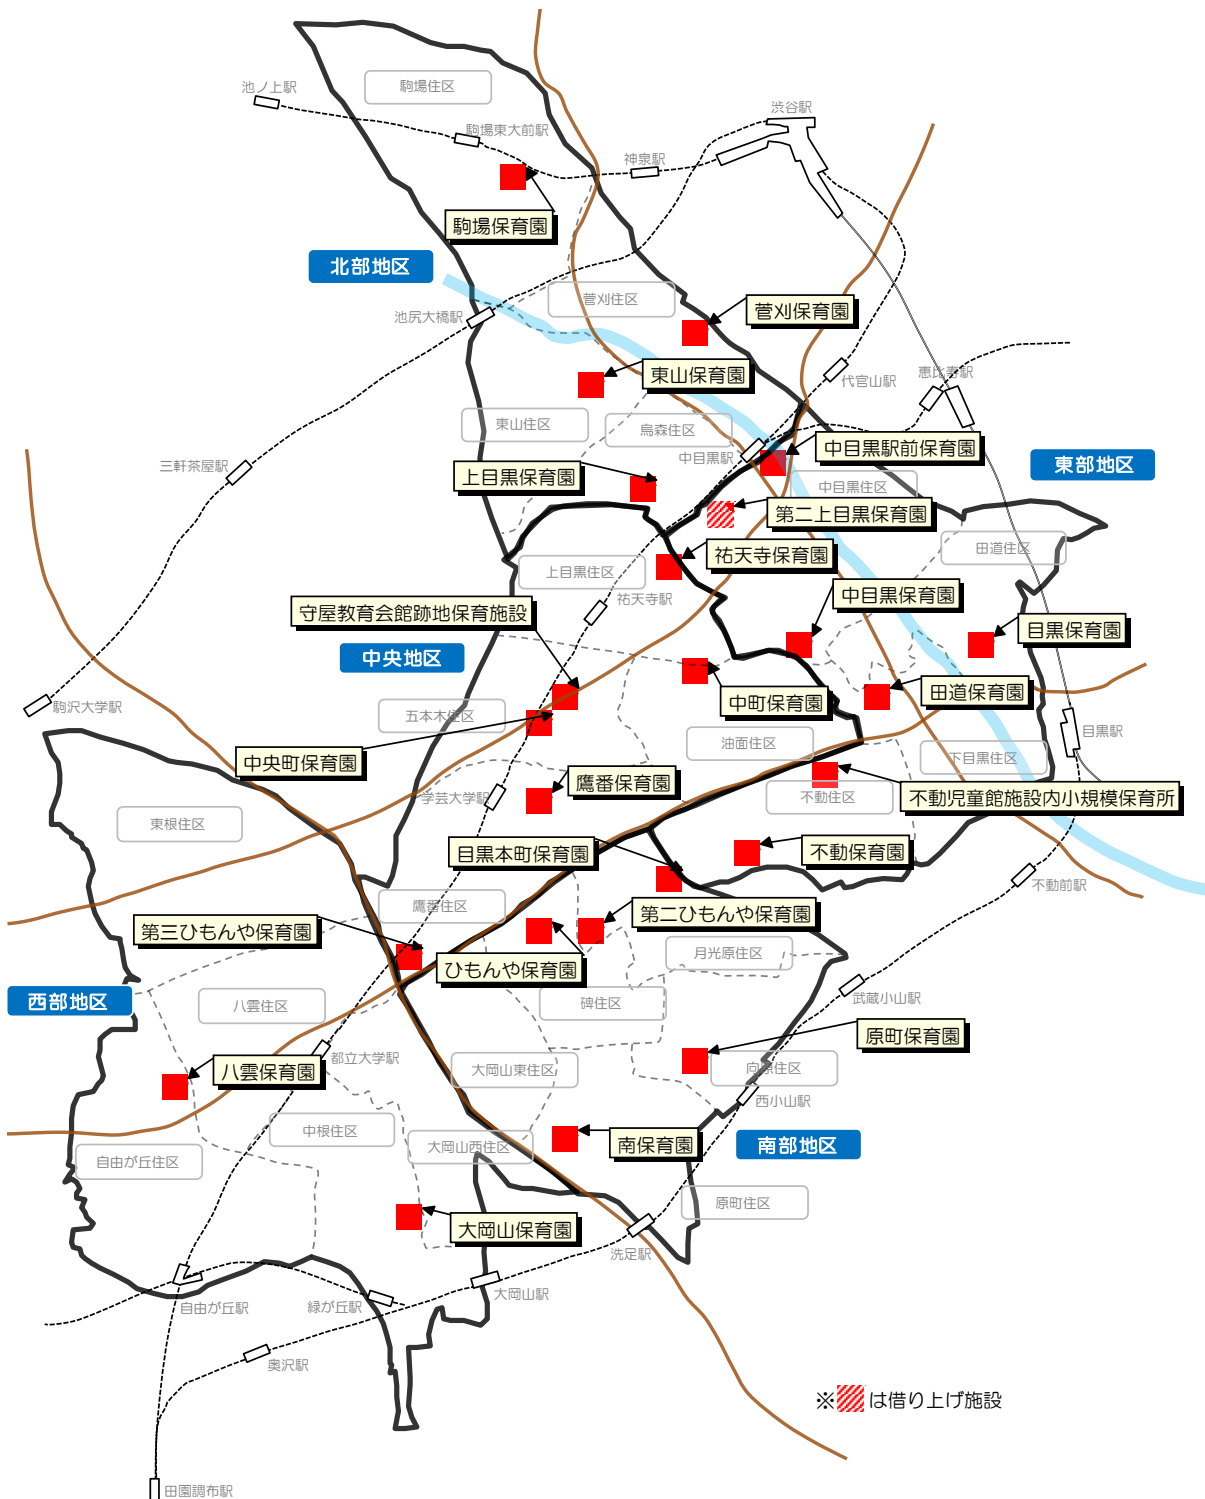 駒場住区
池ノ上駅
渋谷駅
駒場東大前駅
神泉駅
駒場保育園
北部地区
菅刈住区
菅刈保育園
池尻大橋駅
東山保育園
代官山駅
恵比寿駅
東山住区
烏森住区
中目黒駅前保育園
中目黒駅
三軒茶屋駅
上目黒保育園
東部地区
中目黒住区
第二上目黒保育園
祐天寺保育園
田道住区
上目黒住区
祐天寺駅
中目黒保育園
守屋教育会館跡地保育施設
目黒保育園
中央地区
田道保育園
中町保育園
駒沢大学駅
五本木住区
油面住区
目黒駅
下目黒住区
中央町保育園
鷹番保育園
学芸大学駅
不動住区
不動児童館施設内小規模保育所
東根住区
目黒本町保育園
不動保育園
不動前駅
鷹番住区
第二ひもんや保育園
第三ひもんや保育園
月光原住区
ひもんや保育園
西部地区
八雲住区
碑住区
武蔵小山駅
原町保育園
都立大学駅
八雲保育園
大岡山東住区
向原住区
西小山駅
中根住区
大岡山西住区
南保育園
南部地区
自由が丘住区
原町住区
大岡山保育園
洗足駅
大岡山駅
自由が丘駅
緑が丘駅
奥沢駅
※ は借り上げ施設
田園調布駅